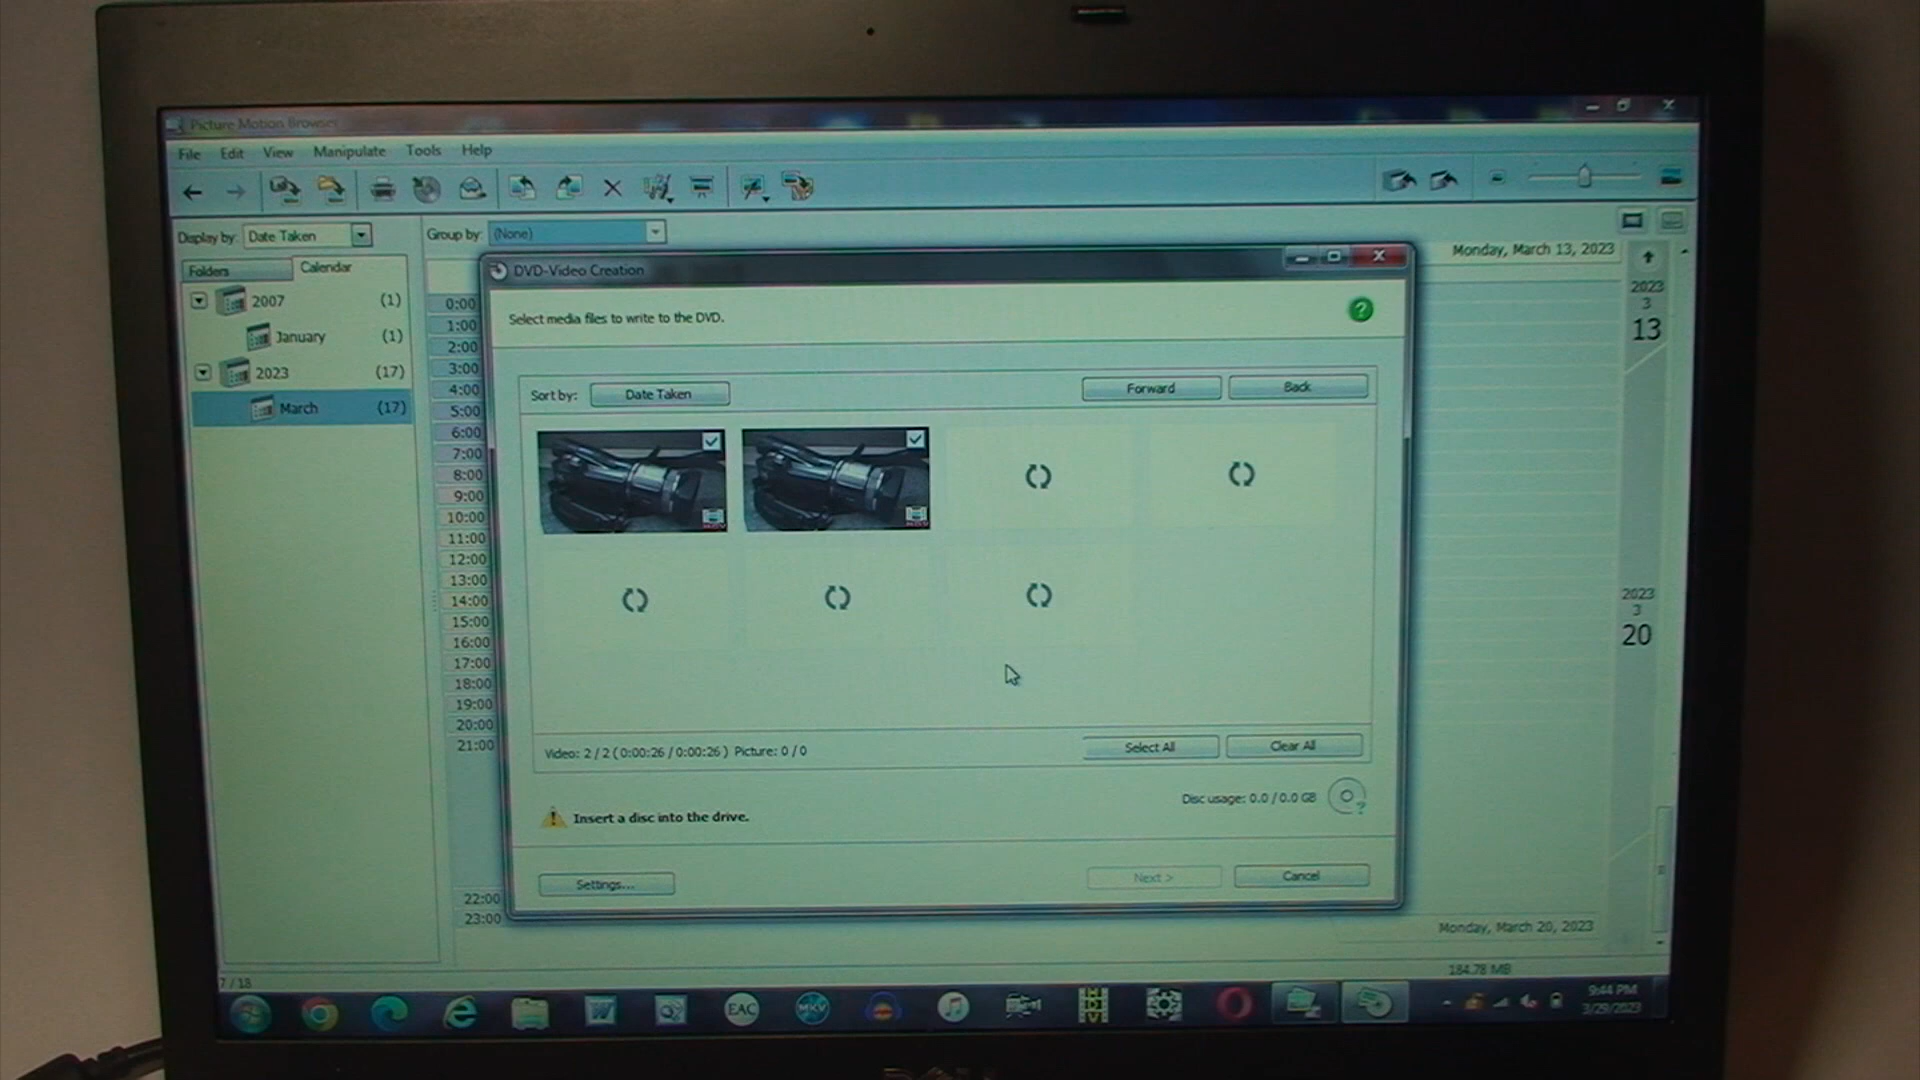 Picture Motion Browser
File Edit View Manipulate Tools Help
Display by: Date Taken
Group by: (None)
Folders Calendar
2007 (1)
January (1)
2023 (17)
March (17)
Monday, March 13, 2023
2023
3
13
DVD-Video Creation
Select media files to write to the DVD.
?
Sort by: Date Taken Forward Back
0:00
1:00
2:00
3:00
4:00
5:00
6:00
7:00
8:00
9:00
10:00
11:00
12:00
13:00
14:00
15:00
16:00
17:00
18:00
19:00
20:00
21:00
22:00
23:00
2023
3
20
Video: 2 / 2 ( 0:00:26 / 0:00:26 ) Picture: 0 / 0
Select All Clear All
Disc usage: 0.0 / 0.0 GB
Insert a disc into the drive.
Settings... Next > Cancel
Monday, March 20, 2023
7 / 18
184.78 MB
EAC
MKV
HDV
9:44 PM
3/29/2023